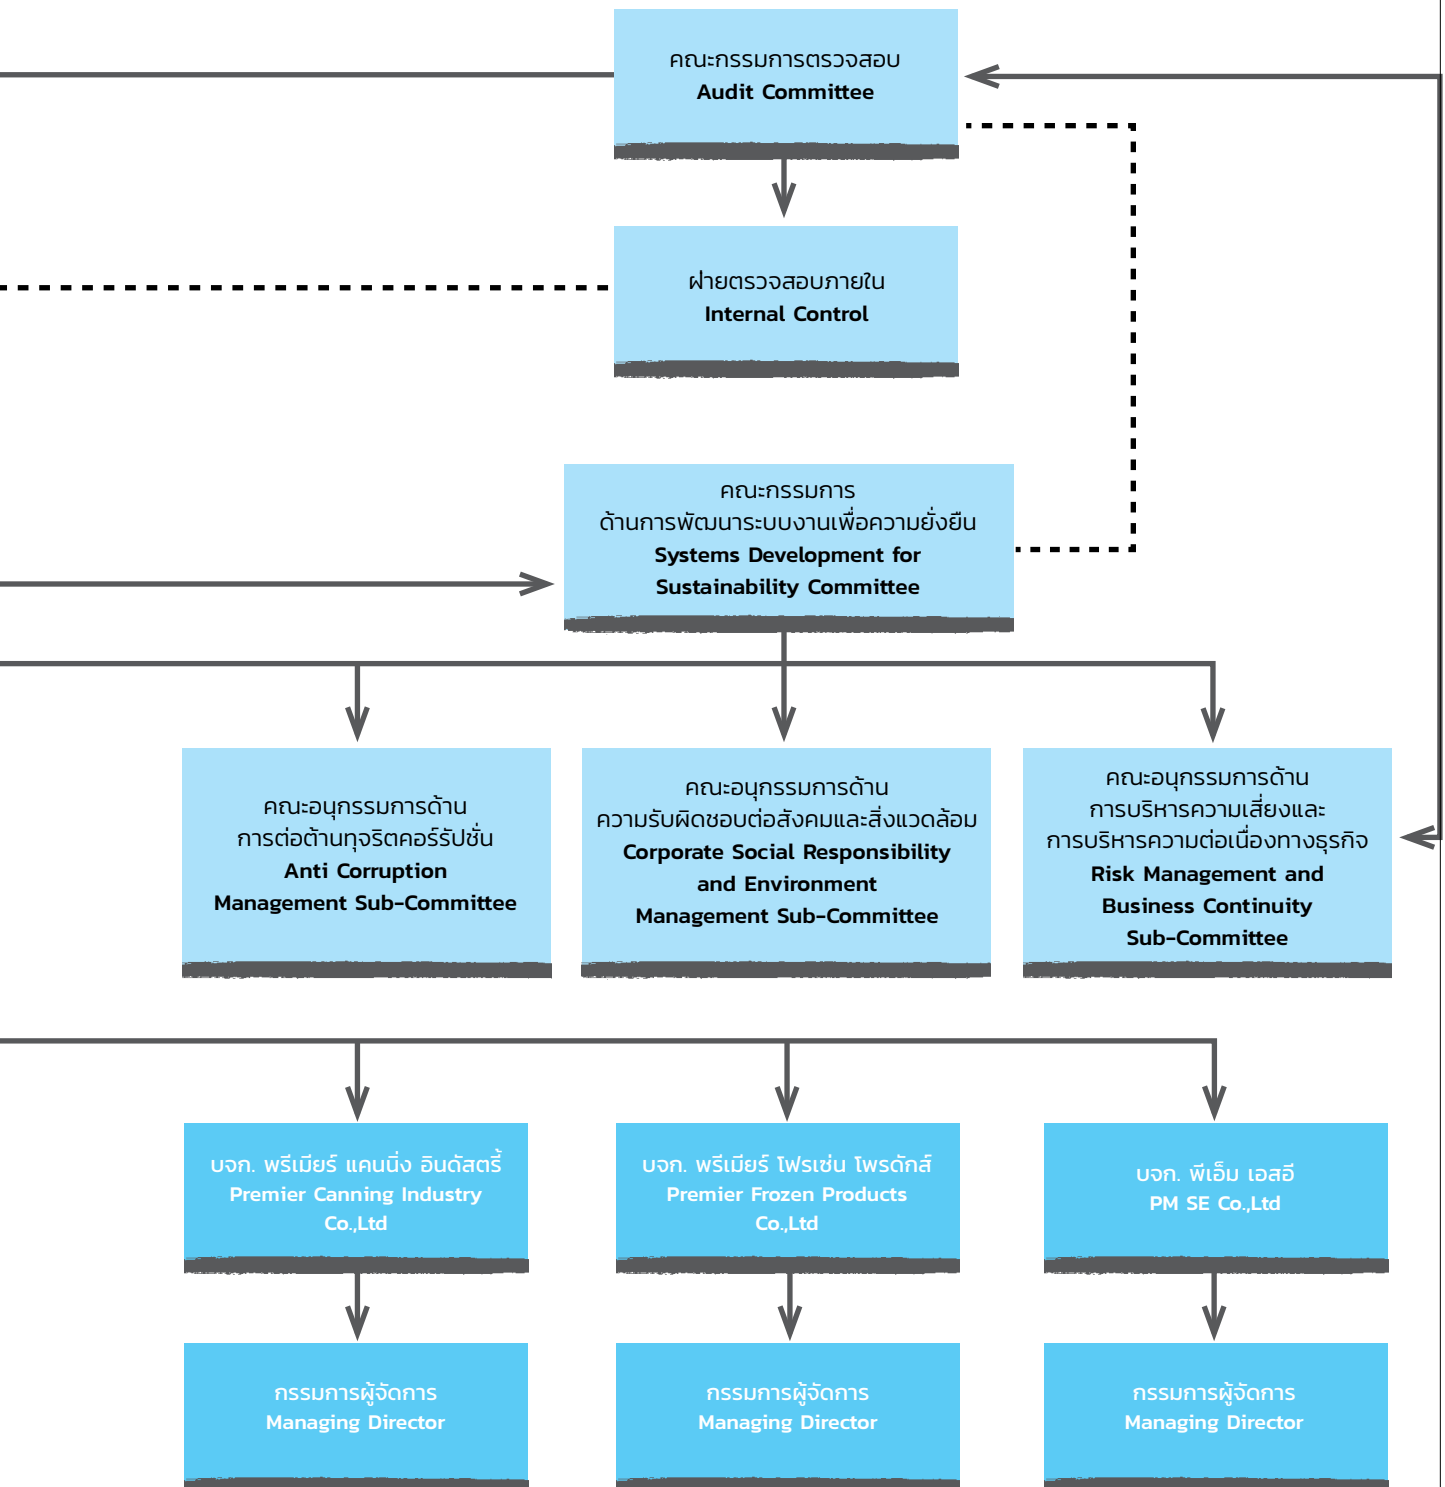 คณะกรรมการตรวจสอบ
Audit Committee
ฝ่ายตรวจสอบภายใน
Internal Control
คณะกรรมการ
ด้านการพัฒนาระบบงานเพื่อความยั่งยืน
Systems Development for
Sustainability Committee
คณะอนุกรรมการด้าน
การต่อต้านทุจริตคอร์รัปชั่น
Anti Corruption
Management Sub-Committee
คณะอนุกรรมการด้าน
ความรับผิดชอบต่อสังคมและสิ่งแวดล้อม
Corporate Social Responsibility
and Environment
Management Sub-Committee
คณะอนุกรรมการด้าน
การบริหารความเสี่ยงและ
การบริหารความต่อเนื่องทางธุรกิจ
Risk Management and
Business Continuity
Sub-Committee
บจก. พรีเมียร์ แคนนิ่ง อินดัสตรี้
Premier Canning Industry
Co.,Ltd
บจก. พรีเมียร์ โฟรเซ่น โพรดักส์
Premier Frozen Products
Co.,Ltd
บจก. พีเอ็ม เอสอี
PM SE Co.,Ltd
กรรมการผู้จัดการ
Managing Director
กรรมการผู้จัดการ
Managing Director
กรรมการผู้จัดการ
Managing Director